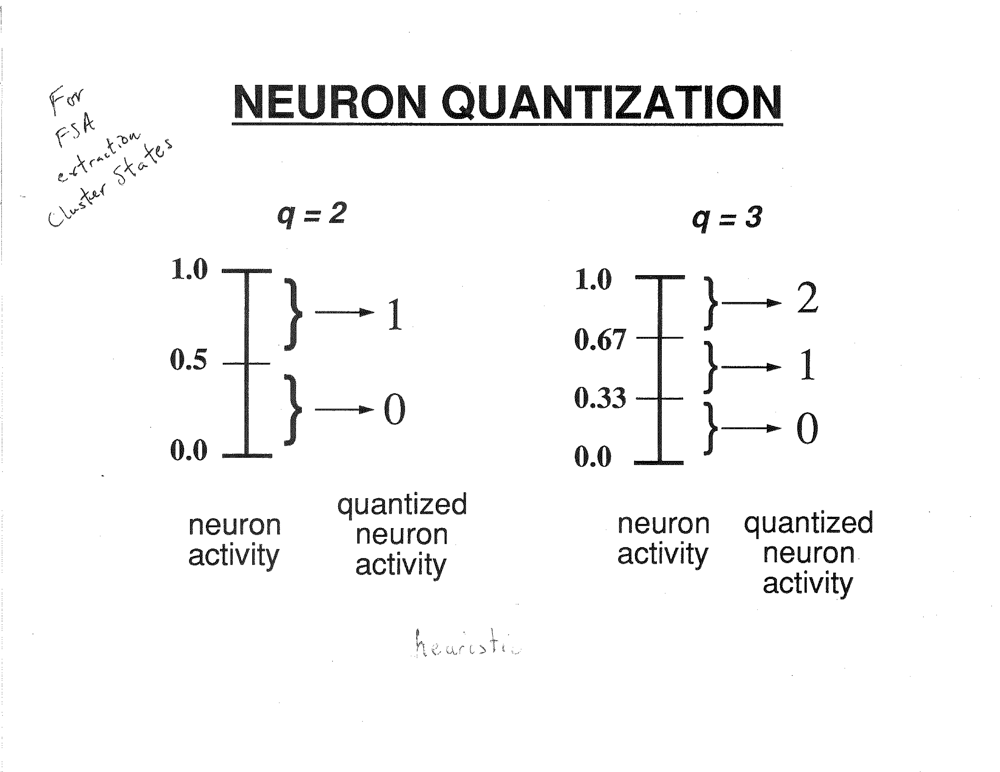 NEURON QUANTIZATION
For
FSA
extraction
Cluster States
q = 2
1.0
1
0.5
0
0.0
neuron
activity
quantized
neuron
activity
q = 3
1.0
2
0.67
1
0.33
0
0.0
neuron
activity
quantized
neuron
activity
heuristic